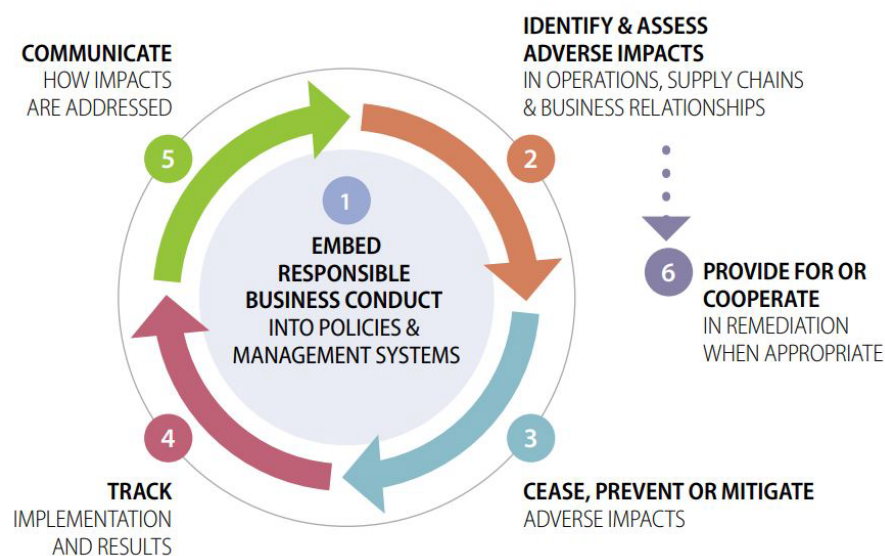 1
EMBED
RESPONSIBLE
BUSINESS CONDUCT
INTO POLICIES &
MANAGEMENT SYSTEMS
2
IDENTIFY & ASSESS
ADVERSE IMPACTS
IN OPERATIONS, SUPPLY CHAINS
& BUSINESS RELATIONSHIPS
3
CEASE, PREVENT OR MITIGATE
ADVERSE IMPACTS
4
TRACK
IMPLEMENTATION
AND RESULTS
5
COMMUNICATE
HOW IMPACTS
ARE ADDRESSED
6
PROVIDE FOR OR
COOPERATE
IN REMEDIATION
WHEN APPROPRIATE